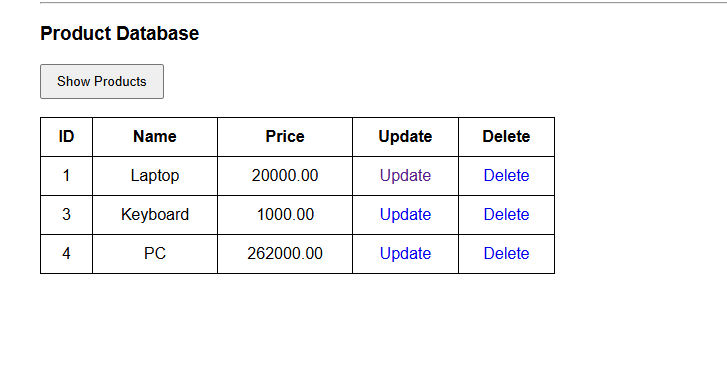 Product Database
Show Products
ID Name Price Update Delete
1 Laptop 20000.00 Update Delete
3 Keyboard 1000.00 Update Delete
4 PC 262000.00 Update Delete